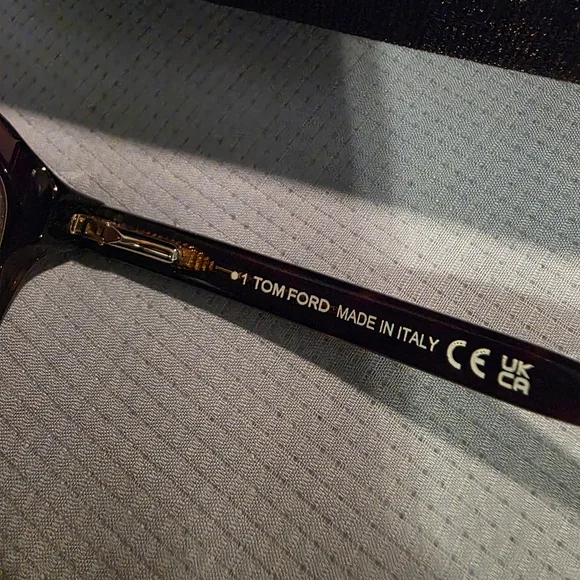 •1 TOM FORD MADE IN ITALY CE UK
CA